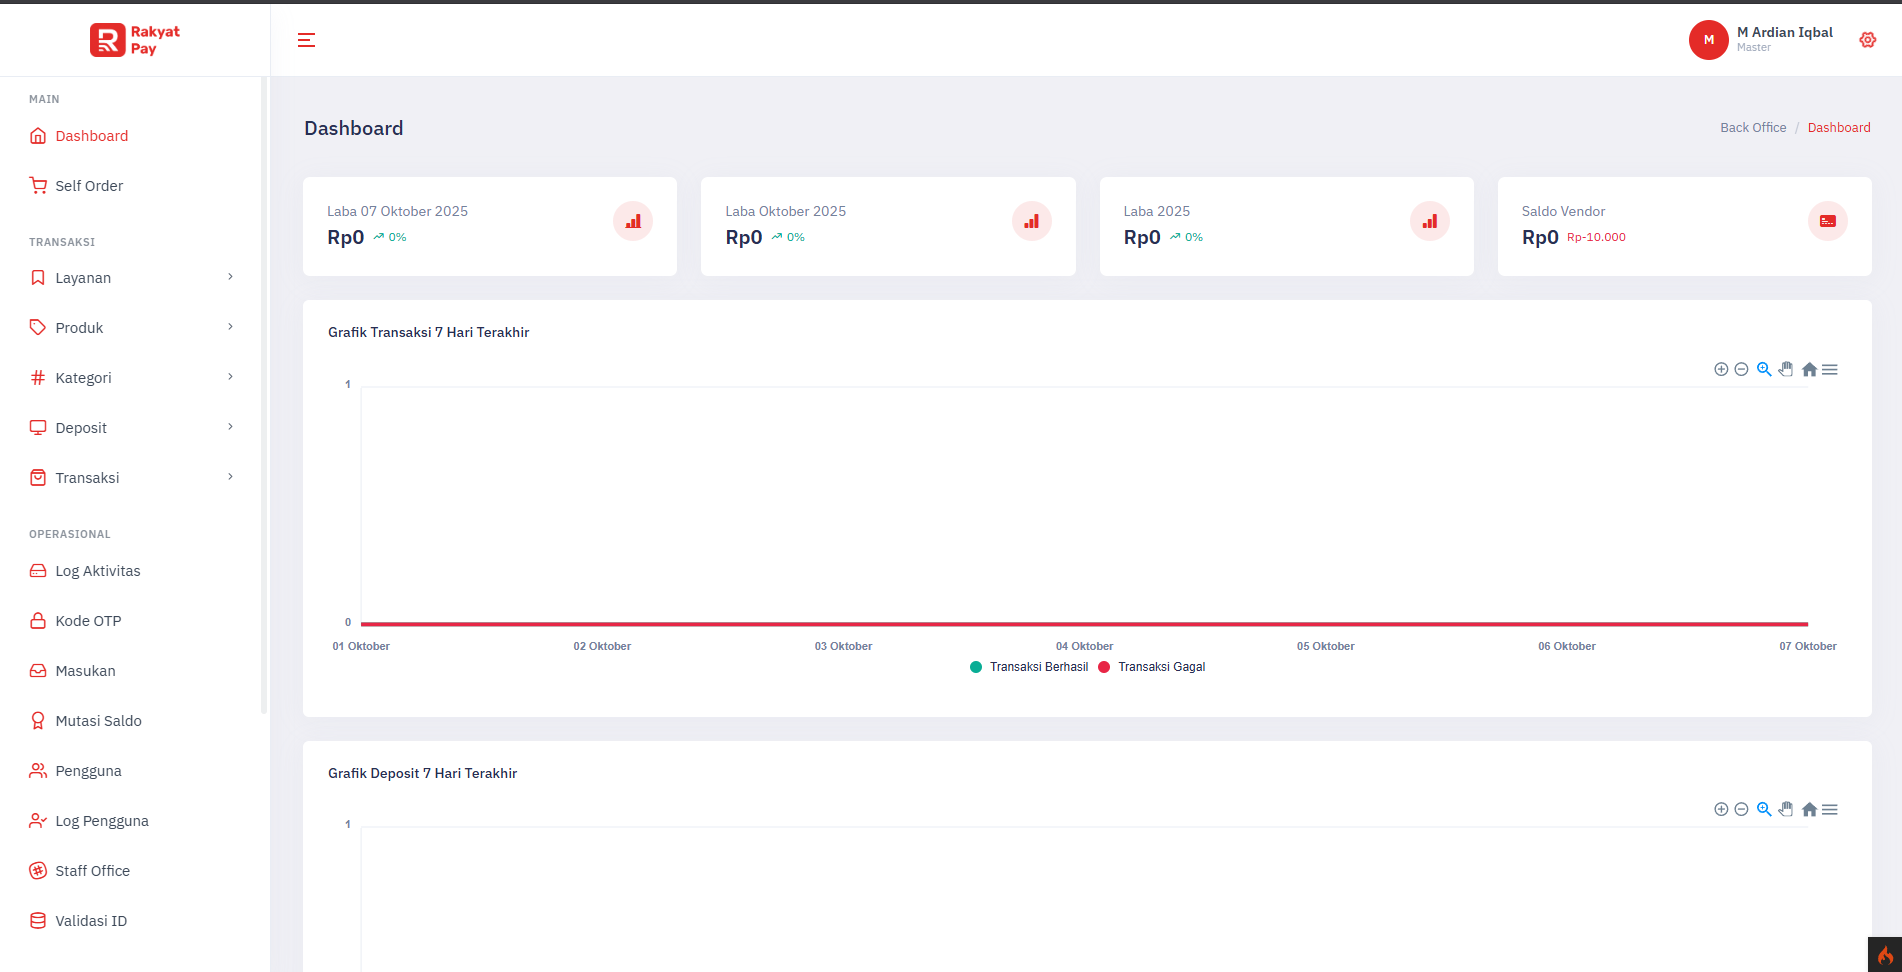 Rakyat
Pay
M
M Ardian Iqbal
Master
MAIN
Dashboard
Self Order
TRANSAKSI
Layanan
Produk
Kategori
Deposit
Transaksi
OPERASIONAL
Log Aktivitas
Kode OTP
Masukan
Mutasi Saldo
Pengguna
Log Pengguna
Staff Office
Validasi ID
Dashboard
Back Office / Dashboard
Laba 07 Oktober 2025
Rp0 0%
Laba Oktober 2025
Rp0 0%
Laba 2025
Rp0 0%
Saldo Vendor
Rp0 Rp-10.000
Grafik Transaksi 7 Hari Terakhir
1
0
01 Oktober 02 Oktober 03 Oktober 04 Oktober 05 Oktober 06 Oktober 07 Oktober
Transaksi Berhasil Transaksi Gagal
Grafik Deposit 7 Hari Terakhir
1